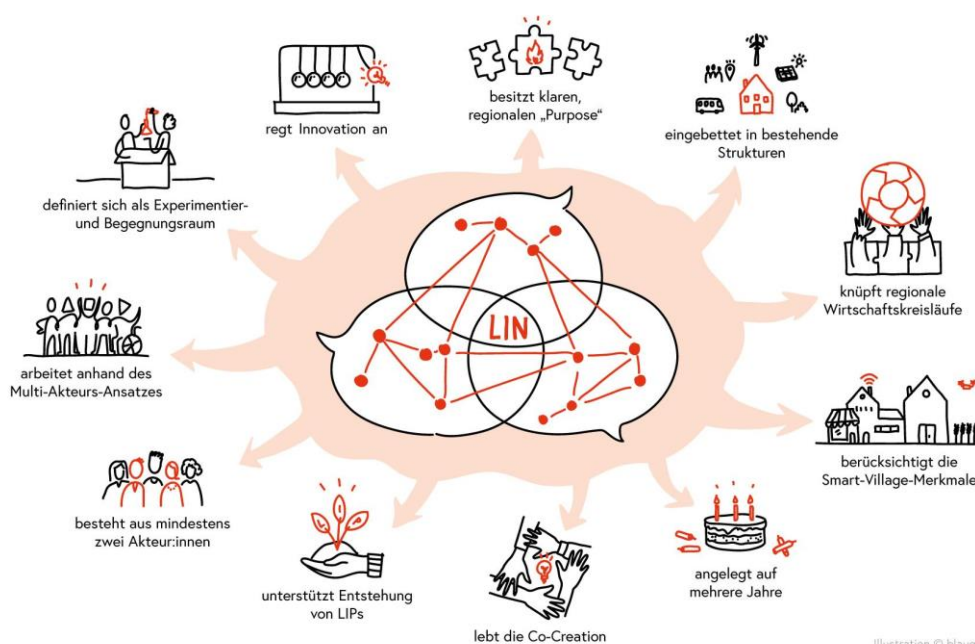 regt Innovation an
besitzt klaren,
regionalen „Purpose“
eingebettet in bestehende
Strukturen
definiert sich als Experimentier-
und Begegnungsraum
knüpft regionale
Wirtschaftskreisläufe
LIN
arbeitet anhand des
Multi-Akteurs-Ansatzes
berücksichtigt die
Smart-Village-Merkmale
besteht aus mindestens
zwei Akteur:innen
L I P
unterstützt Entstehung
von LIPs
lebt die Co-Creation
angelegt auf
mehrere Jahre
Illustration ©